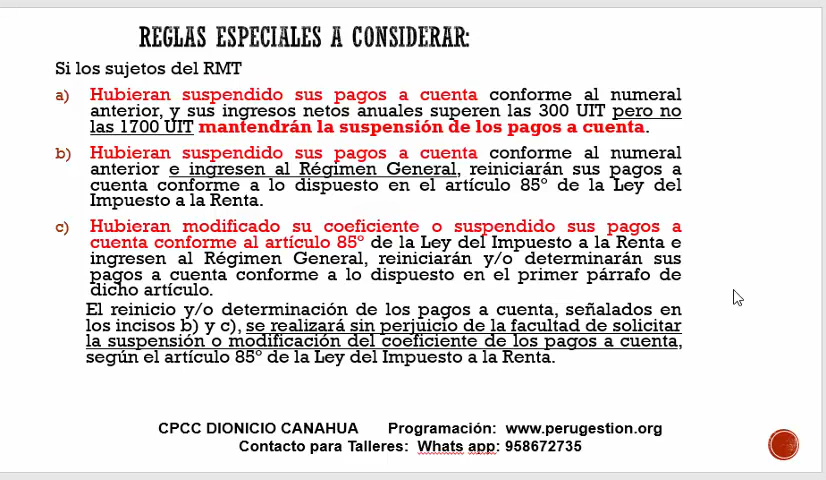 REGLAS ESPECIALES A CONSIDERAR:
Si los sujetos del RMT
a) Hubieran suspendido sus pagos a cuenta conforme al numeral
anterior, y sus ingresos netos anuales superen las 300 UIT pero no
las 1700 UIT mantendrán la suspensión de los pagos a cuenta.
b) Hubieran suspendido sus pagos a cuenta conforme al numeral
anterior e ingresen al Régimen General, reiniciarán sus pagos a
cuenta conforme a lo dispuesto en el artículo 85° de la Ley del
Impuesto a la Renta.
c) Hubieran modificado su coeficiente o suspendido sus pagos a
cuenta conforme al artículo 85° de la Ley del Impuesto a la Renta e
ingresen al Régimen General, reiniciarán y/o determinarán sus
pagos a cuenta conforme a lo dispuesto en el primer párrafo de
dicho artículo.
El reinicio y/o determinación de los pagos a cuenta, señalados en
los incisos b) y c), se realizará sin perjuicio de la facultad de solicitar
la suspensión o modificación del coeficiente de los pagos a cuenta,
según el artículo 85° de la Ley del Impuesto a la Renta.
CPCC DIONICIO CANAHUA Programación: www.perugestion.org
Contacto para Talleres: Whats app: 958672735